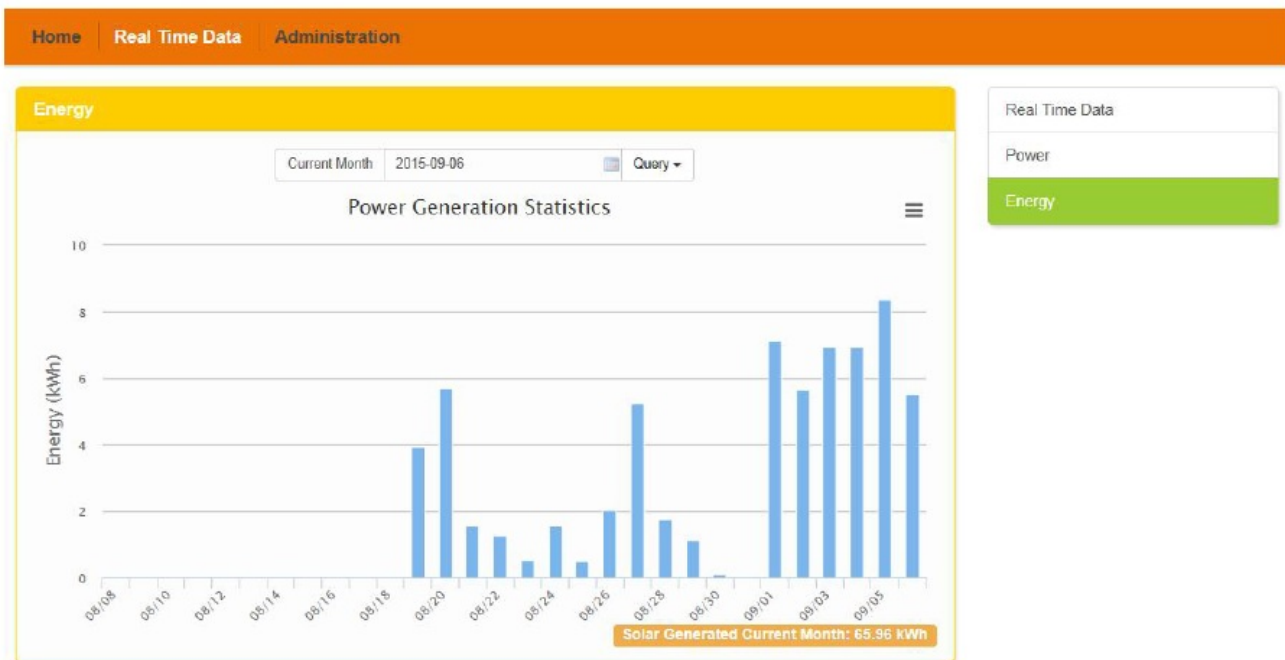 Home Real Time Data Administration
Energy
Real Time Data
Power
Energy
Current Month 2015-09-06 Query
Power Generation Statistics
Energy (kWh)
10
8
6
4
2
0
08/08 08/10 08/12 08/14 08/16 08/18 08/20 08/22 08/24 08/26 08/28 08/30 09/01 09/03 09/05
Solar Generated Current Month: 65.96 kWh